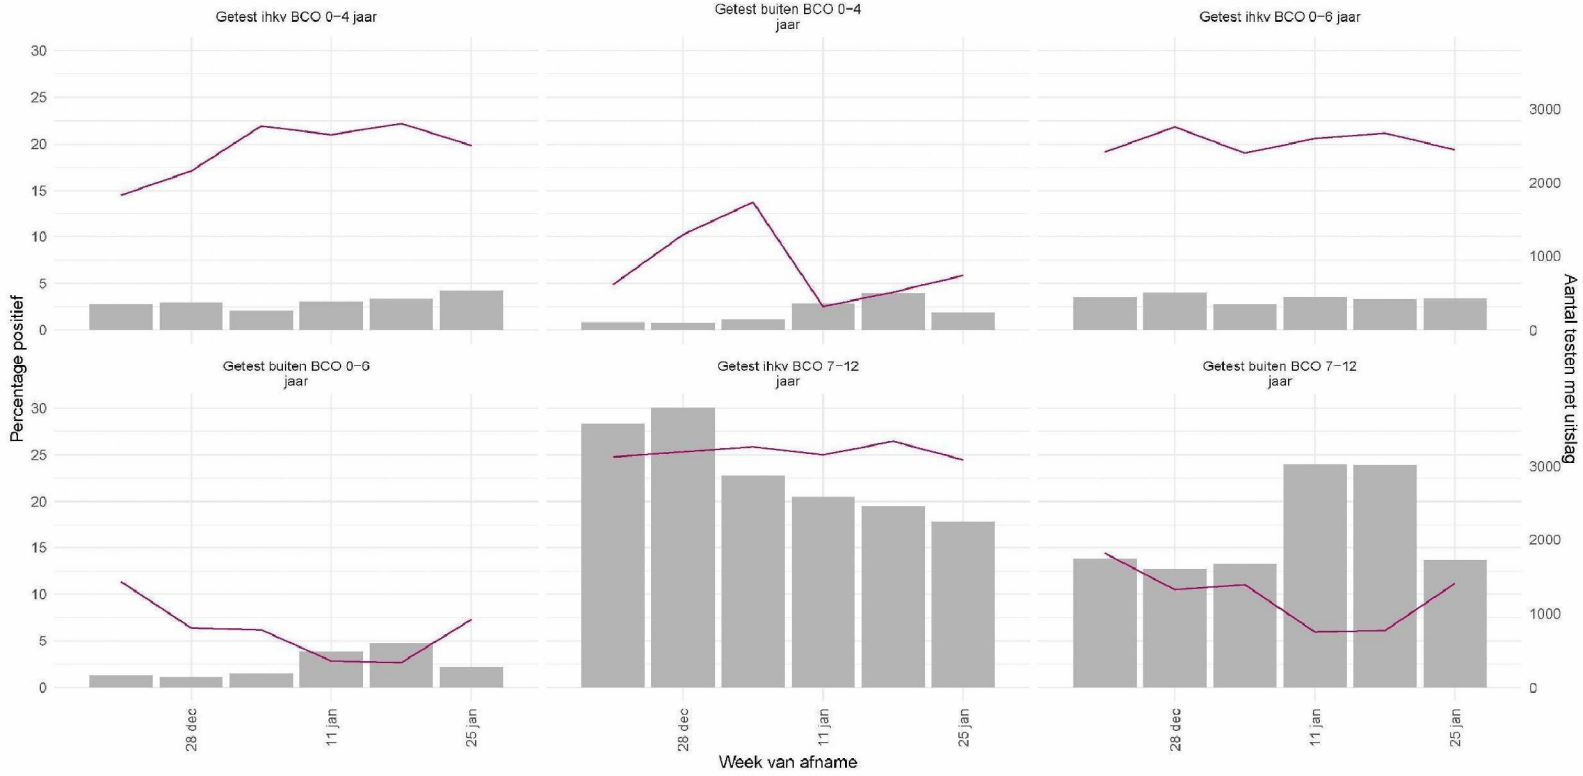 Getest ihkv BCO 0−4 jaar
Getest buiten BCO 0−4
jaar
Getest ihkv BCO 0−6 jaar
30
25
20
15
10
5
0
3000
2000
1000
0
Percentage positief
Aantal testen met uitslag
Getest buiten BCO 0−6
jaar
Getest ihkv BCO 7−12
jaar
Getest buiten BCO 7−12
jaar
30
25
20
15
10
5
0
3000
2000
1000
0
28 dec
11 jan
25 jan
28 dec
11 jan
25 jan
28 dec
11 jan
25 jan
Week van afname